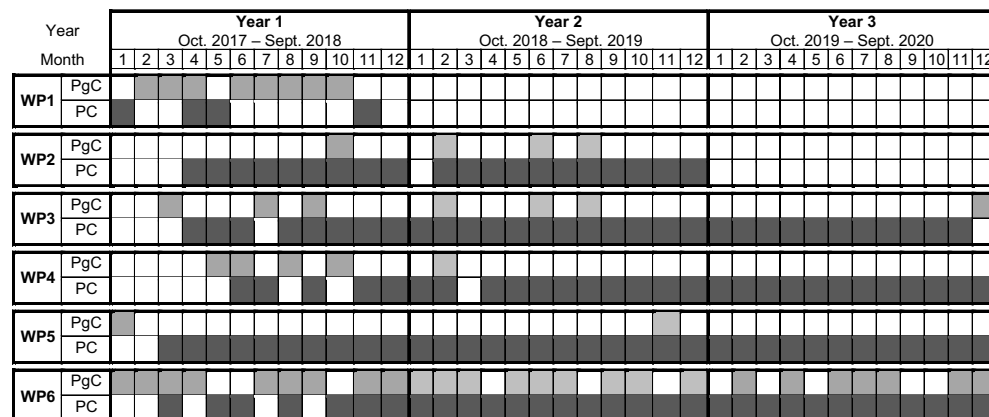 Year Year 1 Year 2 Year 3
Oct. 2017 – Sept. 2018 Oct. 2018 – Sept. 2019 Oct. 2019 – Sept. 2020
Month 1 2 3 4 5 6 7 8 9 10 11 12 1 2 3 4 5 6 7 8 9 10 11 12 1 2 3 4 5 6 7 8 9 10 11 12
WP1 PgC
PC
WP2 PgC
PC
WP3 PgC
PC
WP4 PgC
PC
WP5 PgC
PC
WP6 PgC
PC